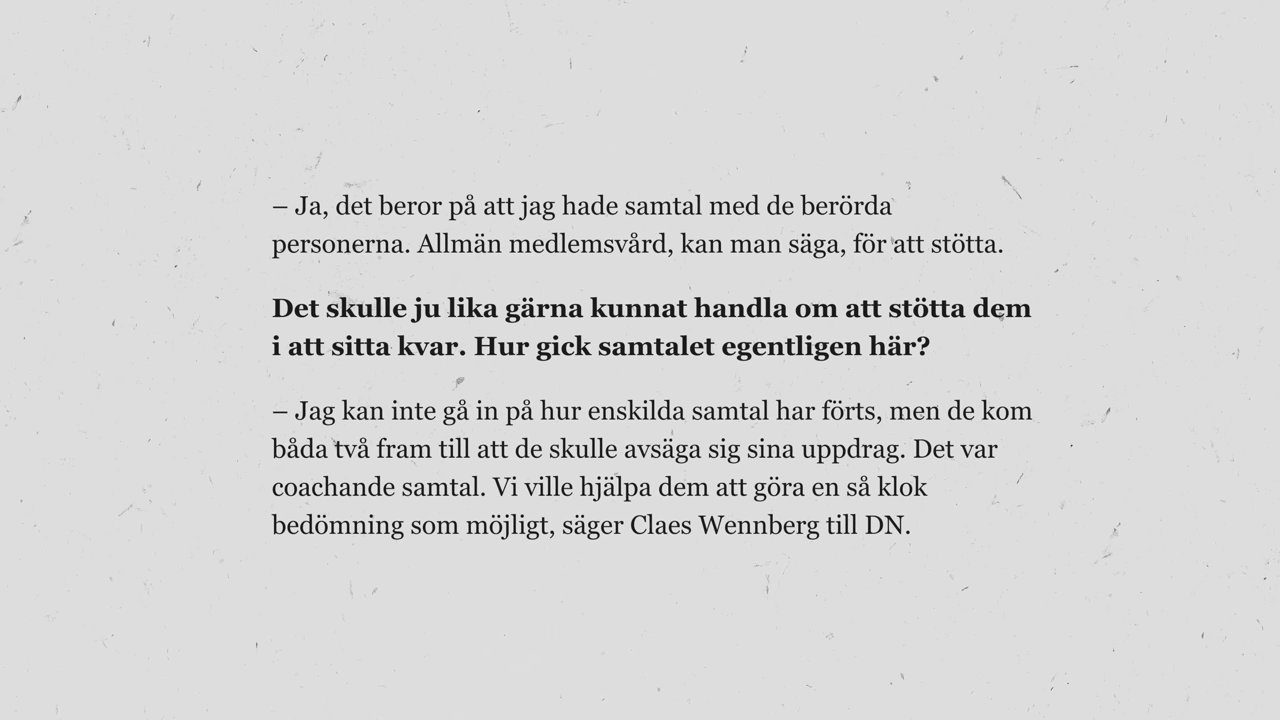 – Ja, det beror på att jag hade samtal med de berörda
personerna. Allmän medlemsvård, kan man säga, för att stötta.
Det skulle ju lika gärna kunnat handla om att stötta dem
i att sitta kvar. Hur gick samtalet egentligen här?
– Jag kan inte gå in på hur enskilda samtal har förts, men de kom
båda två fram till att de skulle avsäga sig sina uppdrag. Det var
coachande samtal. Vi ville hjälpa dem att göra en så klok
bedömning som möjligt, säger Claes Wennberg till DN.